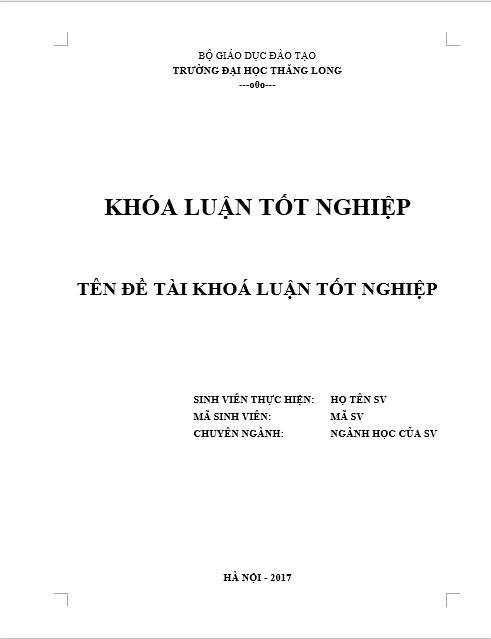 BỘ GIÁO DỤC ĐÀO TẠO
TRƯỜNG ĐẠI HỌC THĂNG LONG
---o0o---
KHÓA LUẬN TỐT NGHIỆP
TÊN ĐỀ TÀI KHOÁ LUẬN TỐT NGHIỆP
SINH VIÊN THỰC HIỆN: HỌ TÊN SV
MÃ SINH VIÊN: MÃ SV
CHUYÊN NGÀNH: NGÀNH HỌC CỦA SV
HÀ NỘI - 2017